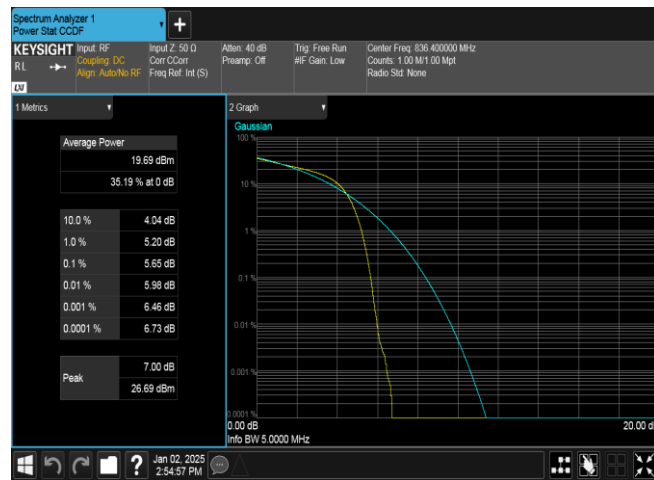 Spectrum Analyzer 1
Power Stat CCDF
+
KEYSIGHT
RL
LXI
Input: RF
Coupling: DC
Align: Auto/No RF
Input Z: 50 Ω
Corr CCorr
Freq Ref: Int (S)
Atten: 40 dB
Preamp: Off
Trig: Free Run
#IF Gain: Low
Center Freq: 836.400000 MHz
Counts: 1.00 M/1.00 Mpt
Radio Std: None
1 Metrics
Average Power
19.69 dBm
35.19 % at 0 dB
10.0 % 4.04 dB
1.0 % 5.20 dB
0.1 % 5.65 dB
0.01 % 5.98 dB
0.001 % 6.46 dB
0.0001 % 6.73 dB
Peak
7.00 dB
26.69 dBm
2 Graph
Gaussian
100 %
10 %
1 %
0.1 %
0.01 %
0.001 %
0.0001 %
0.00 dB
20.00 d
Info BW 5.0000 MHz
?
Jan 02, 2025
2:54:57 PM